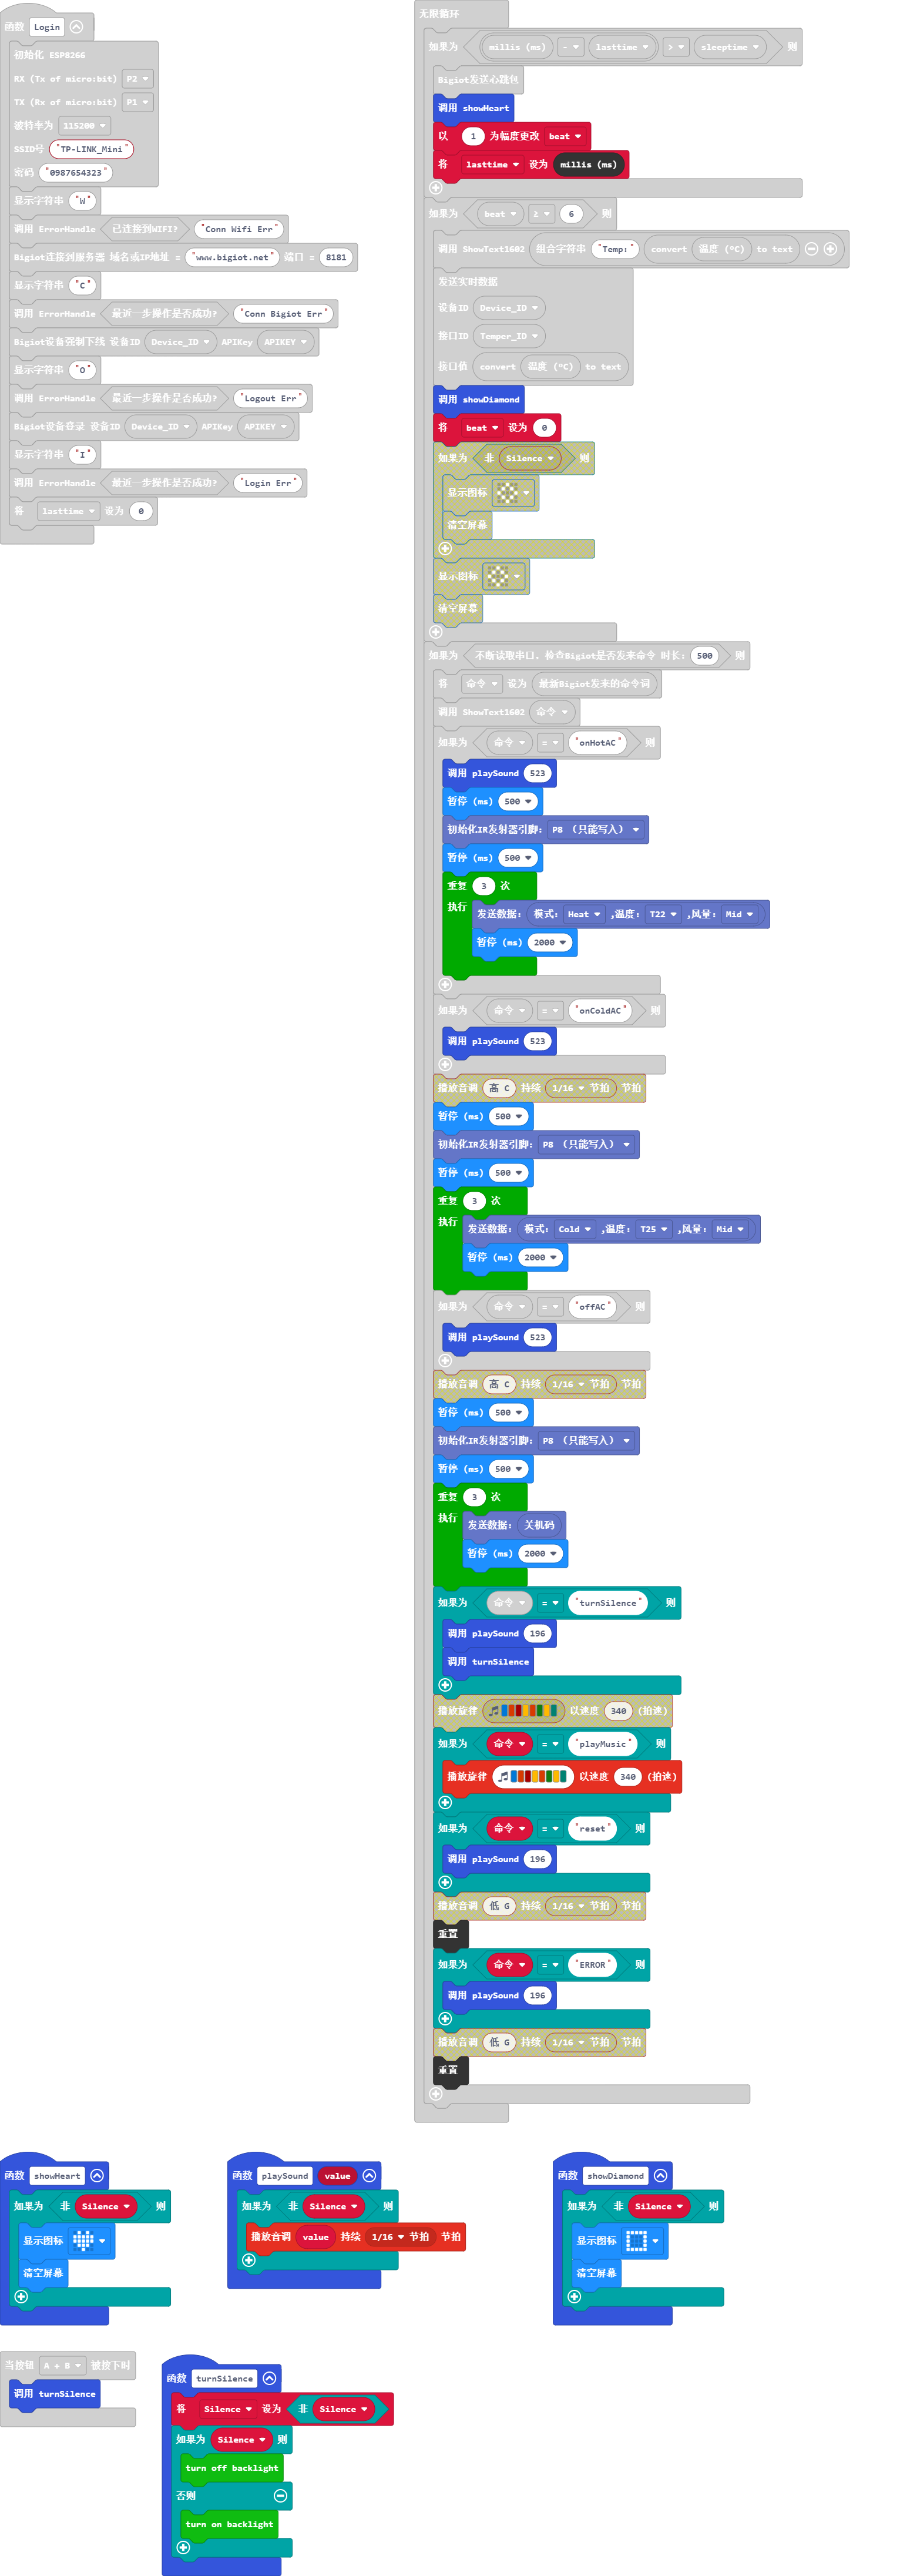 函数 Login
初始化 ESP8266
RX (Tx of micro:bit) P2
TX (Rx of micro:bit) P1
波特率为 115200
SSID号 "TP-LINK_Mini"
密码 "0987654323"
显示字符串 "W"
调用 ErrorHandle 已连接到WIFI? "Conn Wifi Err"
Bigiot连接到服务器 域名或IP地址 = "www.bigiot.net" 端口 = 8181
显示字符串 "C"
调用 ErrorHandle 最近一步操作是否成功? "Conn Bigiot Err"
Bigiot设备强制下线 设备ID Device_ID APIKey APIKEY
显示字符串 "O"
调用 ErrorHandle 最近一步操作是否成功? "Logout Err"
Bigiot设备登录 设备ID Device_ID APIKey APIKEY
显示字符串 "I"
调用 ErrorHandle 最近一步操作是否成功? "Login Err"
将 lasttime 设为 0
无限循环
如果为 millis (ms) - lasttime > sleeptime 则
Bigiot发送心跳包
调用 showHeart
以 1 为幅度更改 beat
将 lasttime 设为 millis (ms)
如果为 beat ≥ 6 则
调用 ShowText1602 组合字符串 "Temp:" convert 温度 (°C) to text
发送实时数据
设备ID Device_ID
接口ID Temper_ID
接口值 convert 温度 (°C) to text
调用 showDiamond
将 beat 设为 0
如果为 非 Silence 则
显示图标
清空屏幕
显示图标
清空屏幕
如果为 不断读取串口，检查Bigiot是否发来命令 时长: 500 则
将 命令 设为 最新Bigiot发来的命令词
调用 ShowText1602 命令
如果为 命令 = "onHotAC" 则
调用 playSound 523
暂停 (ms) 500
初始化IR发射器引脚: P8 (只能写入)
暂停 (ms) 500
重复 3 次
执行 发送数据: 模式: Heat ,温度: T22 ,风量: Mid
暂停 (ms) 2000
如果为 命令 = "onColdAC" 则
调用 playSound 523
播放音调 高 C 持续 1/16 节拍 节拍
暂停 (ms) 500
初始化IR发射器引脚: P8 (只能写入)
暂停 (ms) 500
重复 3 次
执行 发送数据: 模式: Cold ,温度: T25 ,风量: Mid
暂停 (ms) 2000
如果为 命令 = "offAC" 则
调用 playSound 523
播放音调 高 C 持续 1/16 节拍 节拍
暂停 (ms) 500
初始化IR发射器引脚: P8 (只能写入)
暂停 (ms) 500
重复 3 次
执行 发送数据: 关机码
暂停 (ms) 2000
如果为 命令 = "turnSilence" 则
调用 playSound 196
调用 turnSilence
播放旋律 以速度 340 (拍速)
如果为 命令 = "playMusic" 则
播放旋律 以速度 340 (拍速)
如果为 命令 = "reset" 则
调用 playSound 196
播放音调 低 G 持续 1/16 节拍 节拍
重置
如果为 命令 = "ERROR" 则
调用 playSound 196
播放音调 低 G 持续 1/16 节拍 节拍
重置
函数 showHeart
如果为 非 Silence 则
显示图标
清空屏幕
函数 playSound value
如果为 非 Silence 则
播放音调 value 持续 1/16 节拍 节拍
函数 showDiamond
如果为 非 Silence 则
显示图标
清空屏幕
当按钮 A + B 被按下时
调用 turnSilence
函数 turnSilence
将 Silence 设为 非 Silence
如果为 Silence 则
turn off backlight
否则
turn on backlight